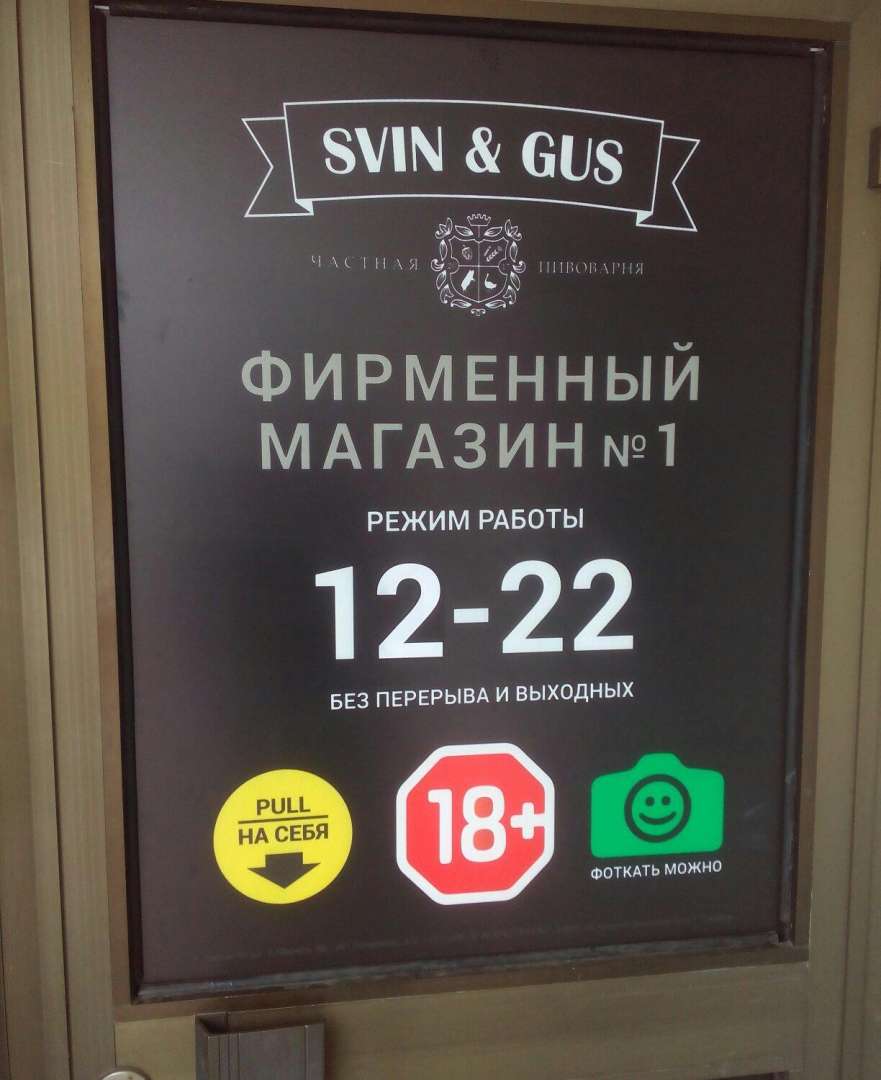 SVIN & GUS
ЧАСТНАЯ ПИВОВАРНЯ
ФИРМЕННЫЙ
МАГАЗИН №1
РЕЖИМ РАБОТЫ
12-22
БЕЗ ПЕРЕРЫВА И ВЫХОДНЫХ
PULL
НА СЕБЯ
18+
ФОТКАТЬ МОЖНО